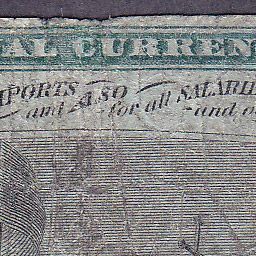 AL CURREN
MPORTS and ALSO for all SALARIE
and o